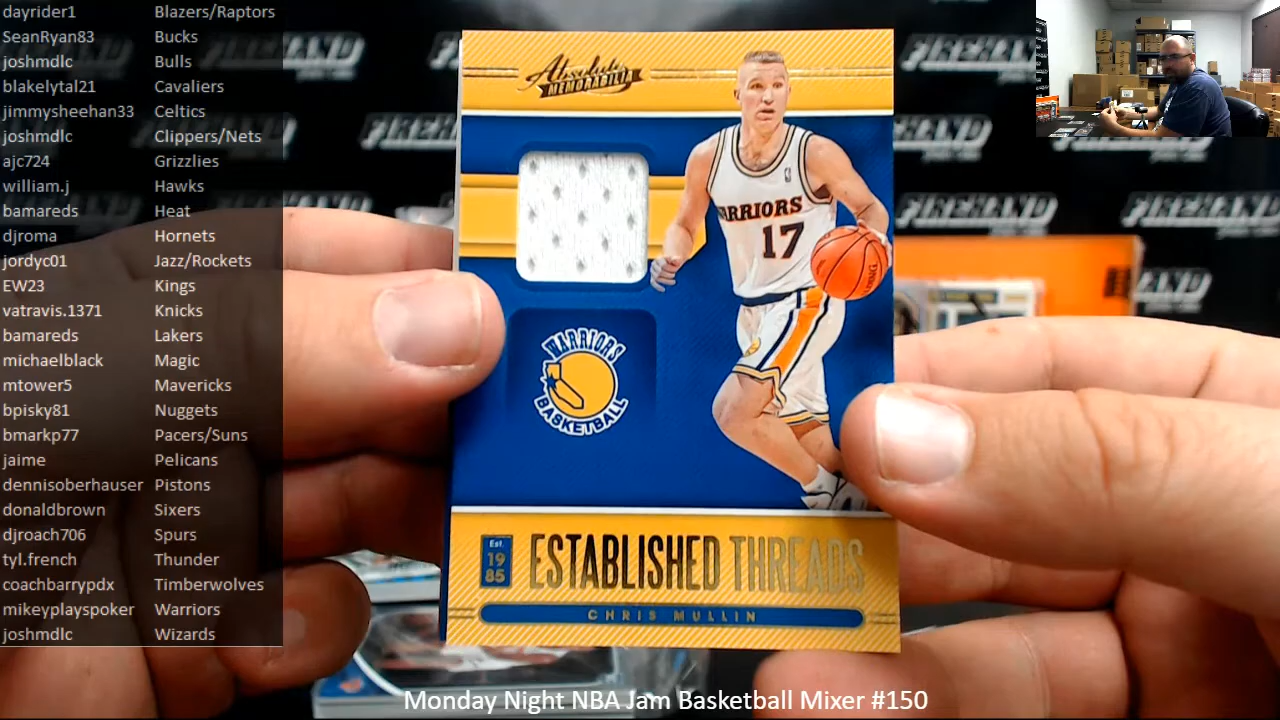 dayrider1 Blazers/Raptors
SeanRyan83 Bucks
joshmdlc Bulls
blakelytal21 Cavaliers
jimmysheehan33 Celtics
joshmdlc Clippers/Nets
ajc724 Grizzlies
william.j Hawks
bamareds Heat
djroma Hornets
jordyc01 Jazz/Rockets
EW23 Kings
vatravis.1371 Knicks
bamareds Lakers
michaelblack Magic
mtower5 Mavericks
bpisky81 Nuggets
bmarkp77 Pacers/Suns
jaime Pelicans
dennisoberhauser Pistons
donaldbrown Sixers
djroach706 Spurs
tyl.french Thunder
coachbarrypdx Timberwolves
mikeyplayspoker Warriors
joshmdlc Wizards
Absolute
MEMORABILIA
WARRIORS
17
WARRIORS
BASKETBALL
Est.
19
85
ESTABLISHED THREADS
CHRIS MULLIN
FIREHAND
FIREHAND
FIREHAND
FIREHAND
Monday Night NBA Jam Basketball Mixer #150